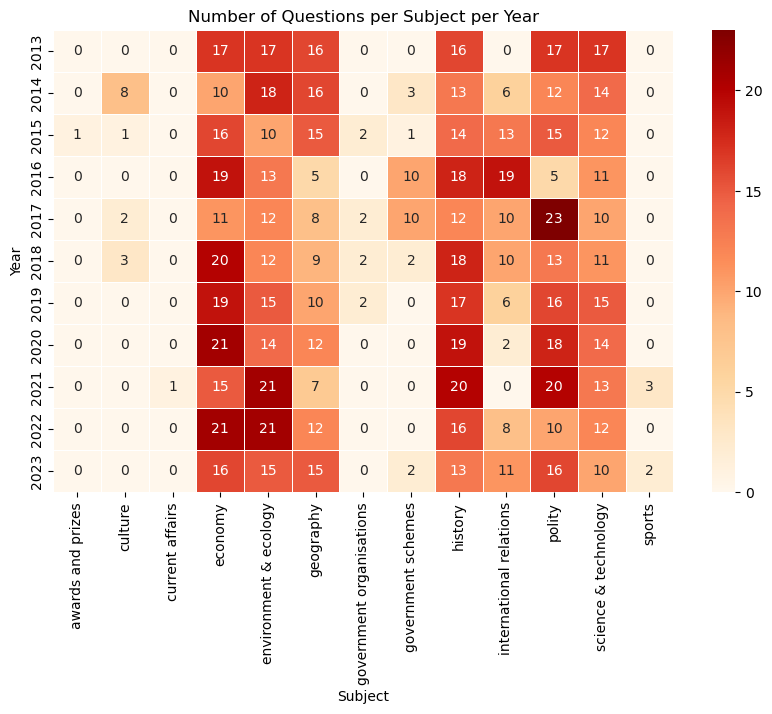 Number of Questions per Subject per Year
2013 0 0 0 17 17 16 0 0 16 0 17 17 0
2014 0 8 0 10 18 16 0 3 13 6 12 14 0
2015 1 1 0 16 10 15 2 1 14 13 15 12 0
2016 0 0 0 19 13 5 0 10 18 19 5 11 0
2017 0 2 0 11 12 8 2 10 12 10 23 10 0
2018 0 3 0 20 12 9 2 2 18 10 13 11 0
2019 0 0 0 19 15 10 2 0 17 6 16 15 0
2020 0 0 0 21 14 12 0 0 19 2 18 14 0
2021 0 0 1 15 21 7 0 0 20 0 20 13 3
2022 0 0 0 21 21 12 0 0 16 8 10 12 0
2023 0 0 0 16 15 15 0 2 13 11 16 10 2
Year
awards and prizes
culture
current affairs
economy
environment & ecology
geography
government organisations
government schemes
history
international relations
polity
science & technology
sports
Subject
20
15
10
5
0